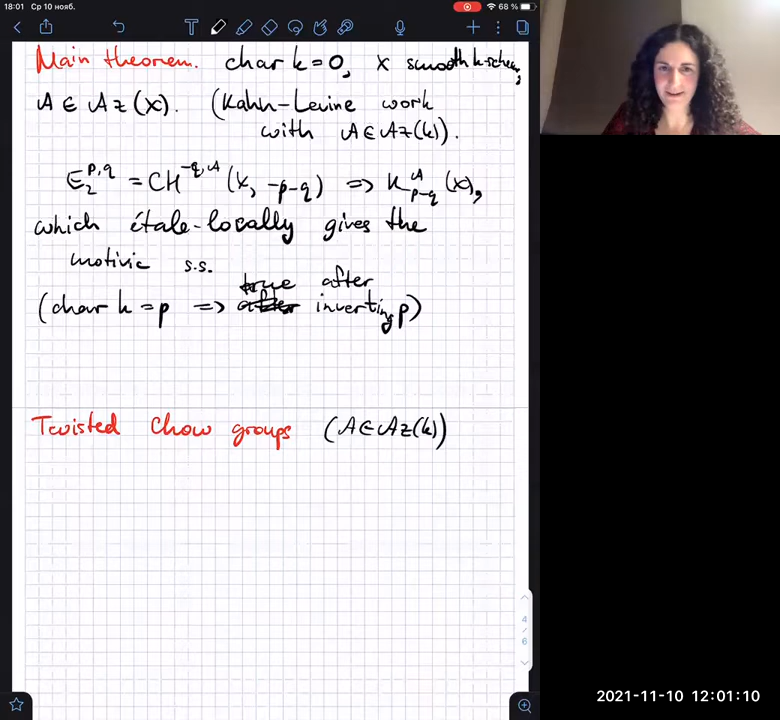 18:01 Ср 10 нояб.
68 %
Main theorem. char k = 0, X smooth k-scheme,
A ∈ Az(X). (Kahn-Levine work
with A ∈ Az(k)).
E₂^{p,q} = CH^{-q,A}(X, -p-q) ⇒ K^A_{p-q}(X),
which étale-locally gives the
motivic s.s.
true after
(char k = p ⇒ after inverting p)
Twisted Chow groups (A ∈ Az(k))
4
/
6
2021-11-10 12:01:10